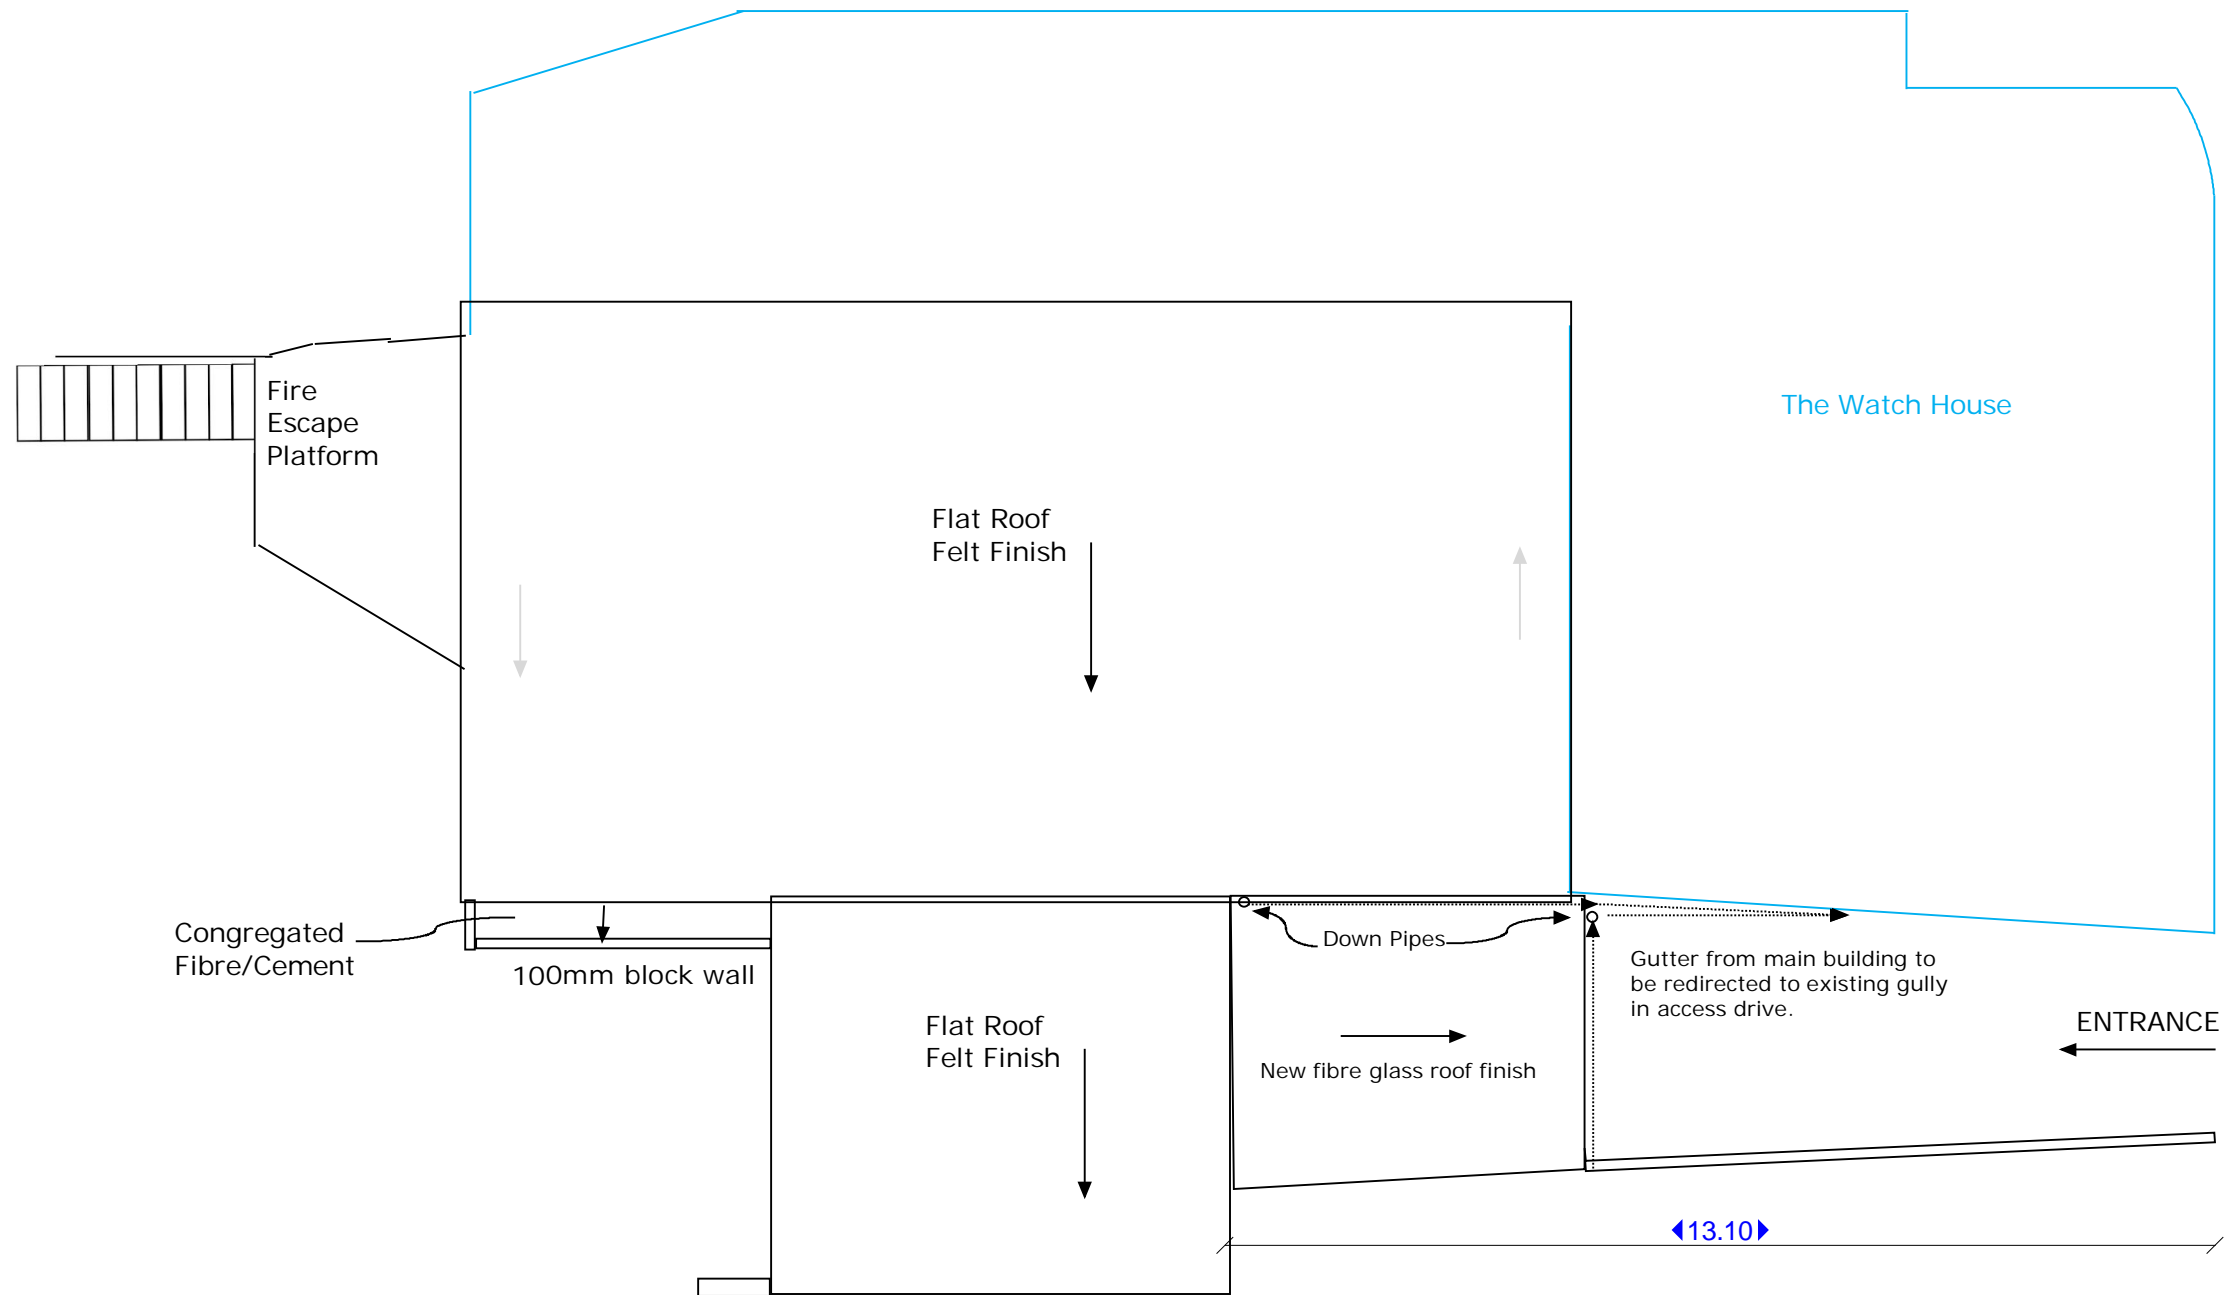 Fire
Escape
Platform
The Watch House
Flat Roof
Felt Finish
Congregated
Fibre/Cement
100mm block wall
Down Pipes
Gutter from main building to
be redirected to existing gully
in access drive.
ENTRANCE
Flat Roof
Felt Finish
New fibre glass roof finish
13.10